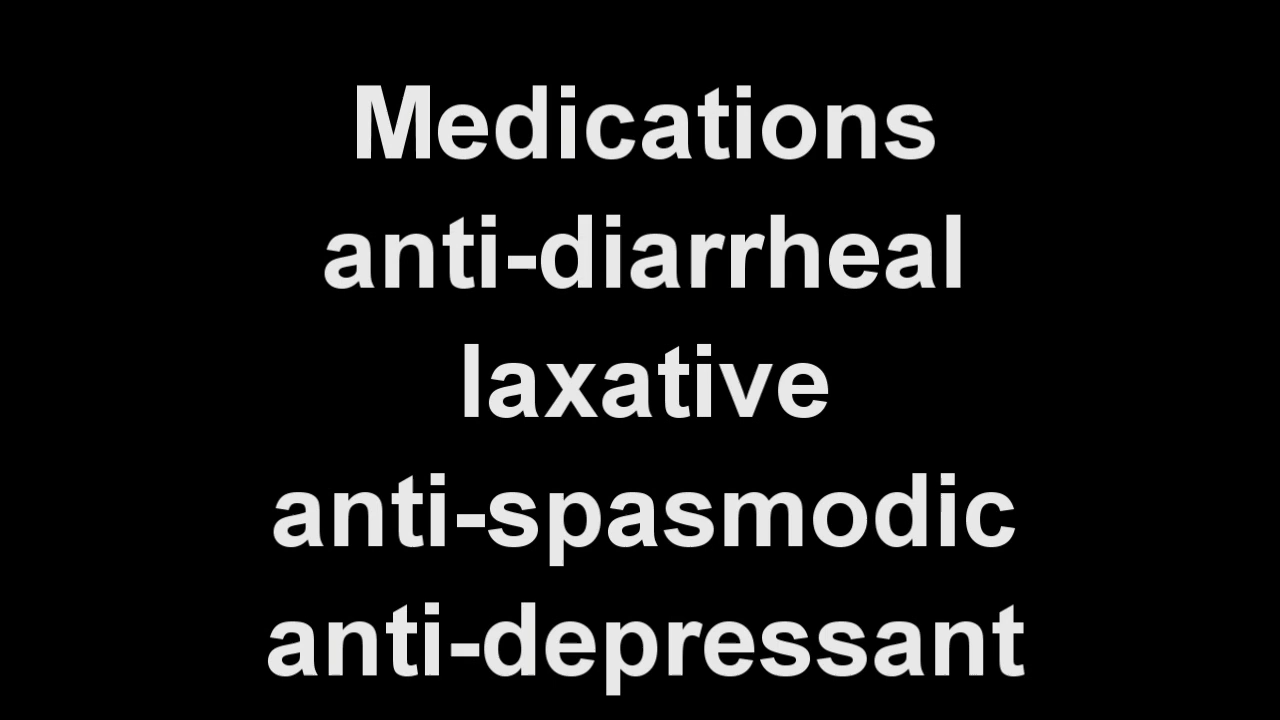 Medications
anti-diarrheal
laxative
anti-spasmodic
anti-depressant